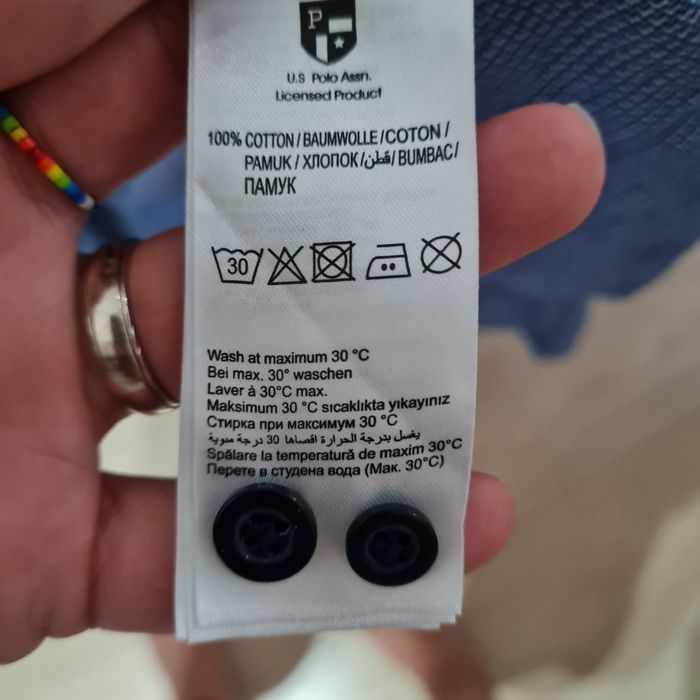 P
U.S Polo Assn.
Licensed Product
100% COTTON / BAUMWOLLE / COTON /
PAMUK / ХЛОПОК / قطن / BUMBAC /
ПАМУК
30
Wash at maximum 30 °C
Bei max. 30° waschen
Laver à 30°C max.
Maksimum 30 °C sıcaklıkta yıkayınız
Стирка при максимум 30 °C
يغسل بدرجة الحرارة اقصاها 30 درجة مئوية
Spălare la temperatură de maxim 30°C
Перете в студена вода (Мак. 30°C)